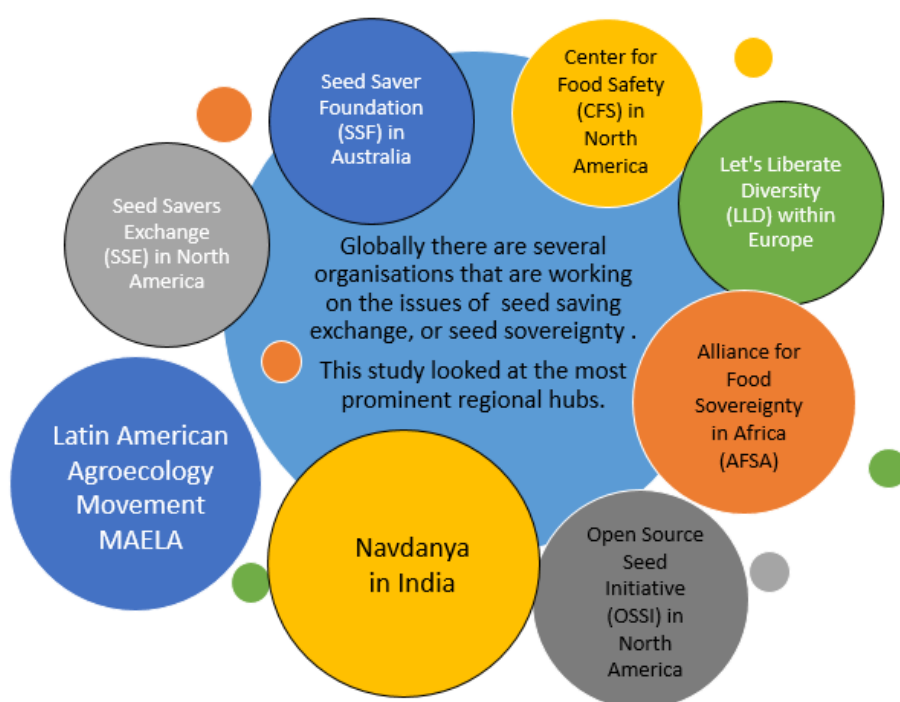 Seed Saver
Foundation
(SSF) in
Australia
Center for
Food Safety
(CFS) in
North
America
Let's Liberate
Diversity
(LLD) within
Europe
Seed Savers
Exchange
(SSE) in North
America
Globally there are several
organisations that are working
on the issues of seed saving
exchange, or seed sovereignty .
This study looked at the most
prominent regional hubs.
Alliance for
Food
Sovereignty
in Africa
(AFSA)
Latin American
Agroecology
Movement
MAELA
Navdanya
in India
Open Source
Seed
Initiative
(OSSI) in
North
America